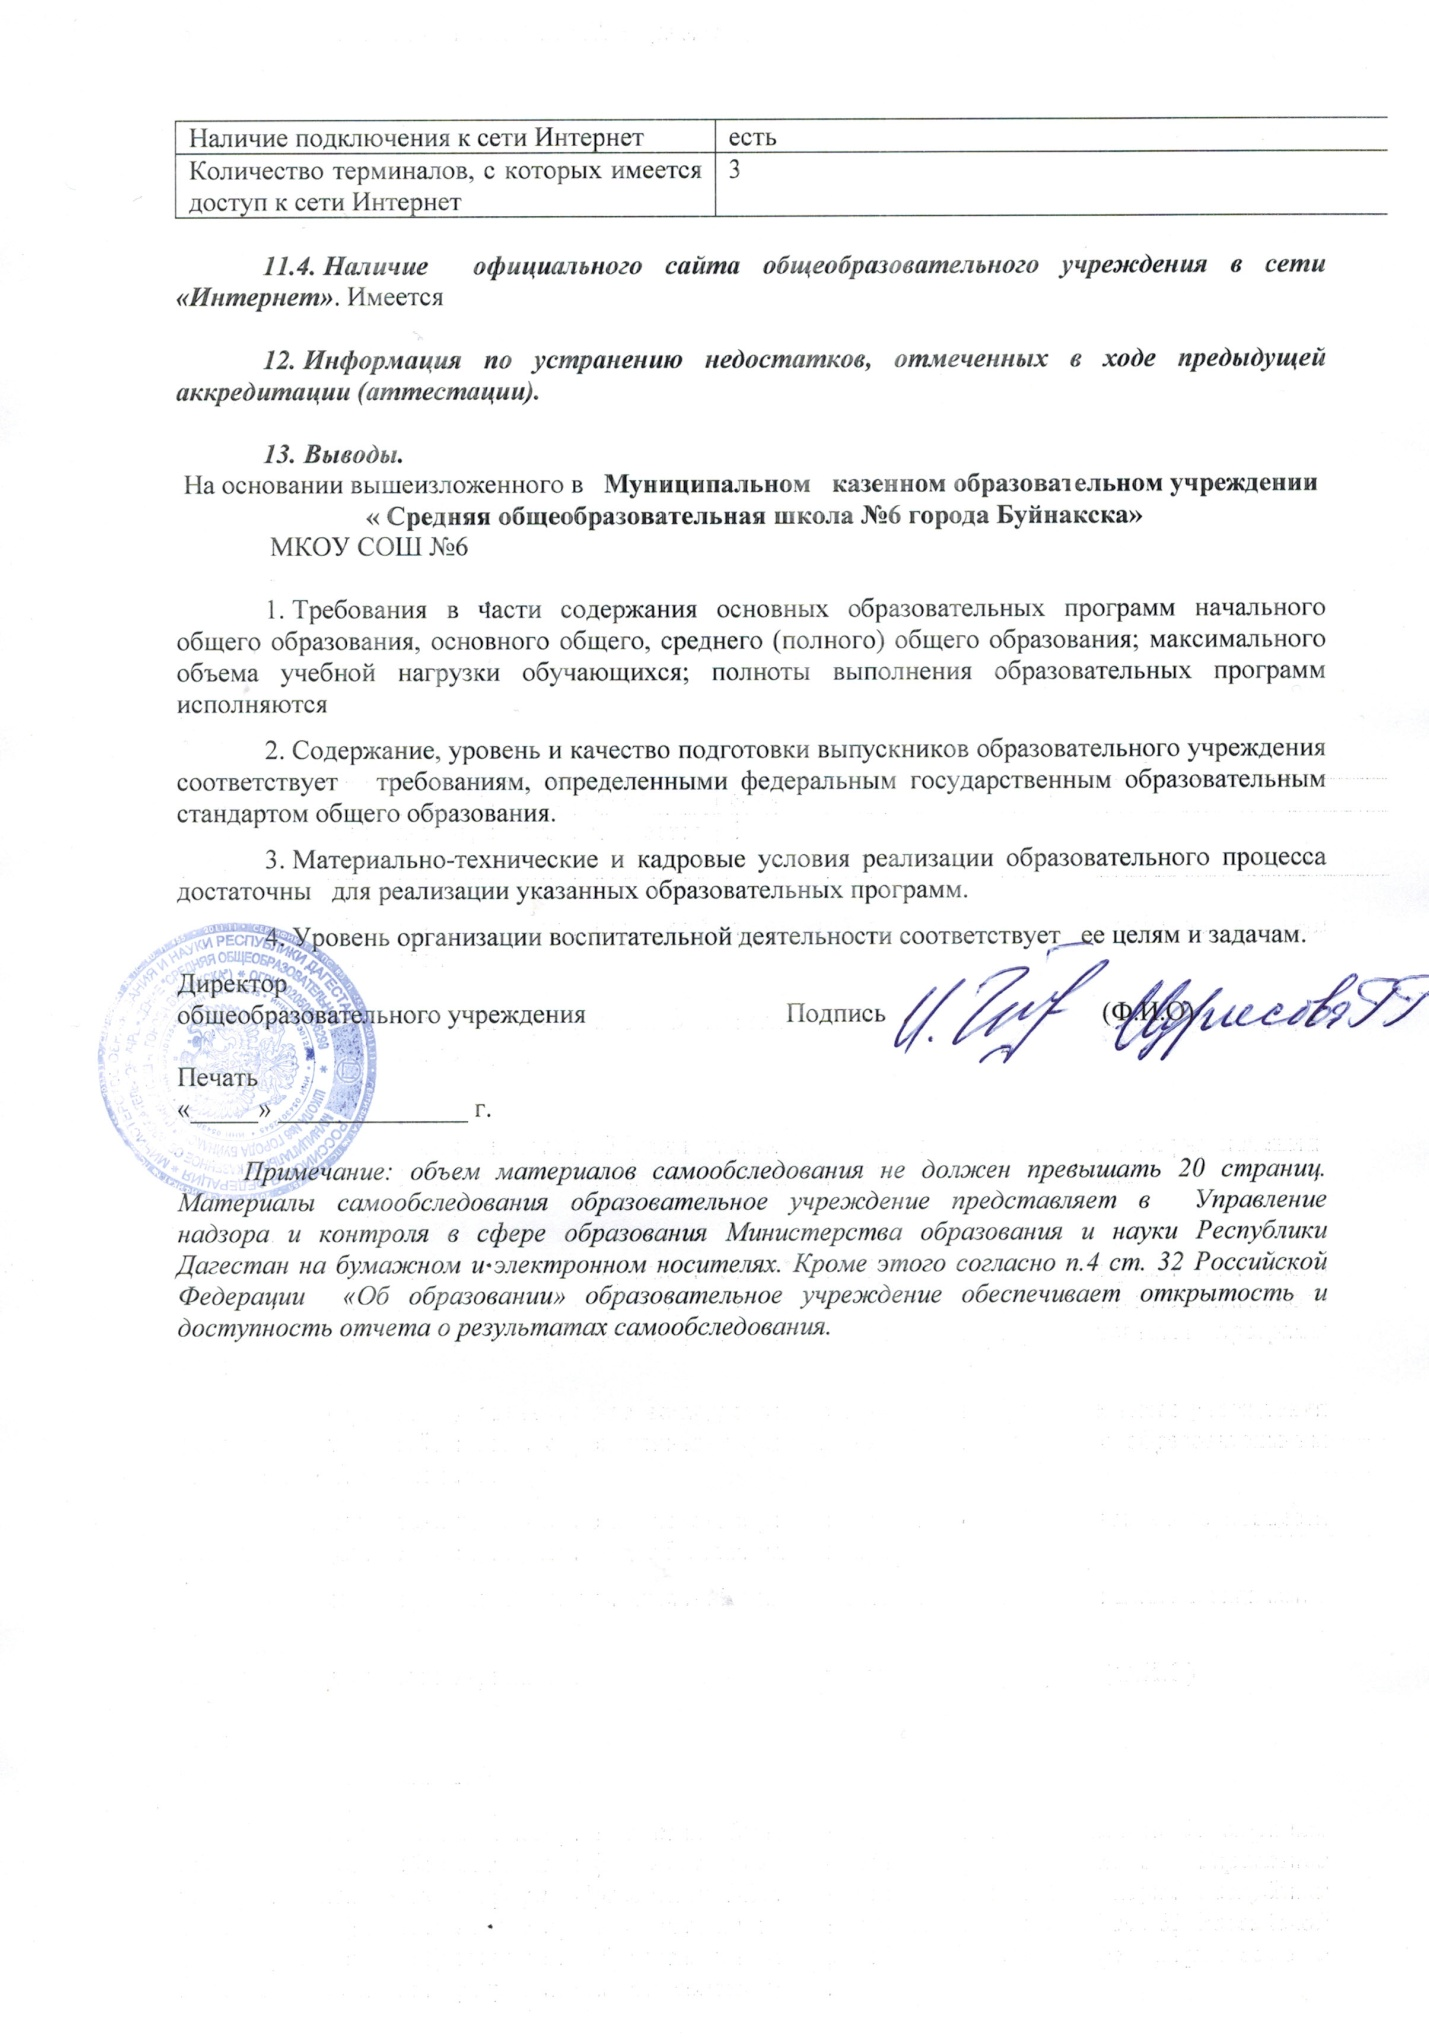 Наличие подключения к сети Интернет есть
Количество терминалов, с которых имеется 3
доступ к сети Интернет
11.4. Наличие официального сайта общеобразовательного учреждения в сети
«Интернет». Имеется
12. Информация по устранению недостатков, отмеченных в ходе предыдущей
аккредитации (аттестации).
13. Выводы.
На основании вышеизложенного в Муниципальном казенном образовательном учреждении
« Средняя общеобразовательная школа №6 города Буйнакска»
МКОУ СОШ №6
1. Требования в части содержания основных образовательных программ начального
общего образования, основного общего, среднего (полного) общего образования; максимального
объема учебной нагрузки обучающихся; полноты выполнения образовательных программ
исполняются
2. Содержание, уровень и качество подготовки выпускников образовательного учреждения
соответствует требованиям, определенными федеральным государственным образовательным
стандартом общего образования.
3. Материально-технические и кадровые условия реализации образовательного процесса
достаточны для реализации указанных образовательных программ.
4. Уровень организации воспитательной деятельности соответствует ее целям и задачам.
Директор
общеобразовательного учреждения Подпись (Ф.И.О)
Печать
«_____» ______________ г.
Примечание: объем материалов самообследования не должен превышать 20 страниц.
Материалы самообследования образовательное учреждение представляет в Управление
надзора и контроля в сфере образования Министерства образования и науки Республики
Дагестан на бумажном и электронном носителях. Кроме этого согласно п.4 ст. 32 Российской
Федерации «Об образовании» образовательное учреждение обеспечивает открытость и
доступность отчета о результатах самообследования.